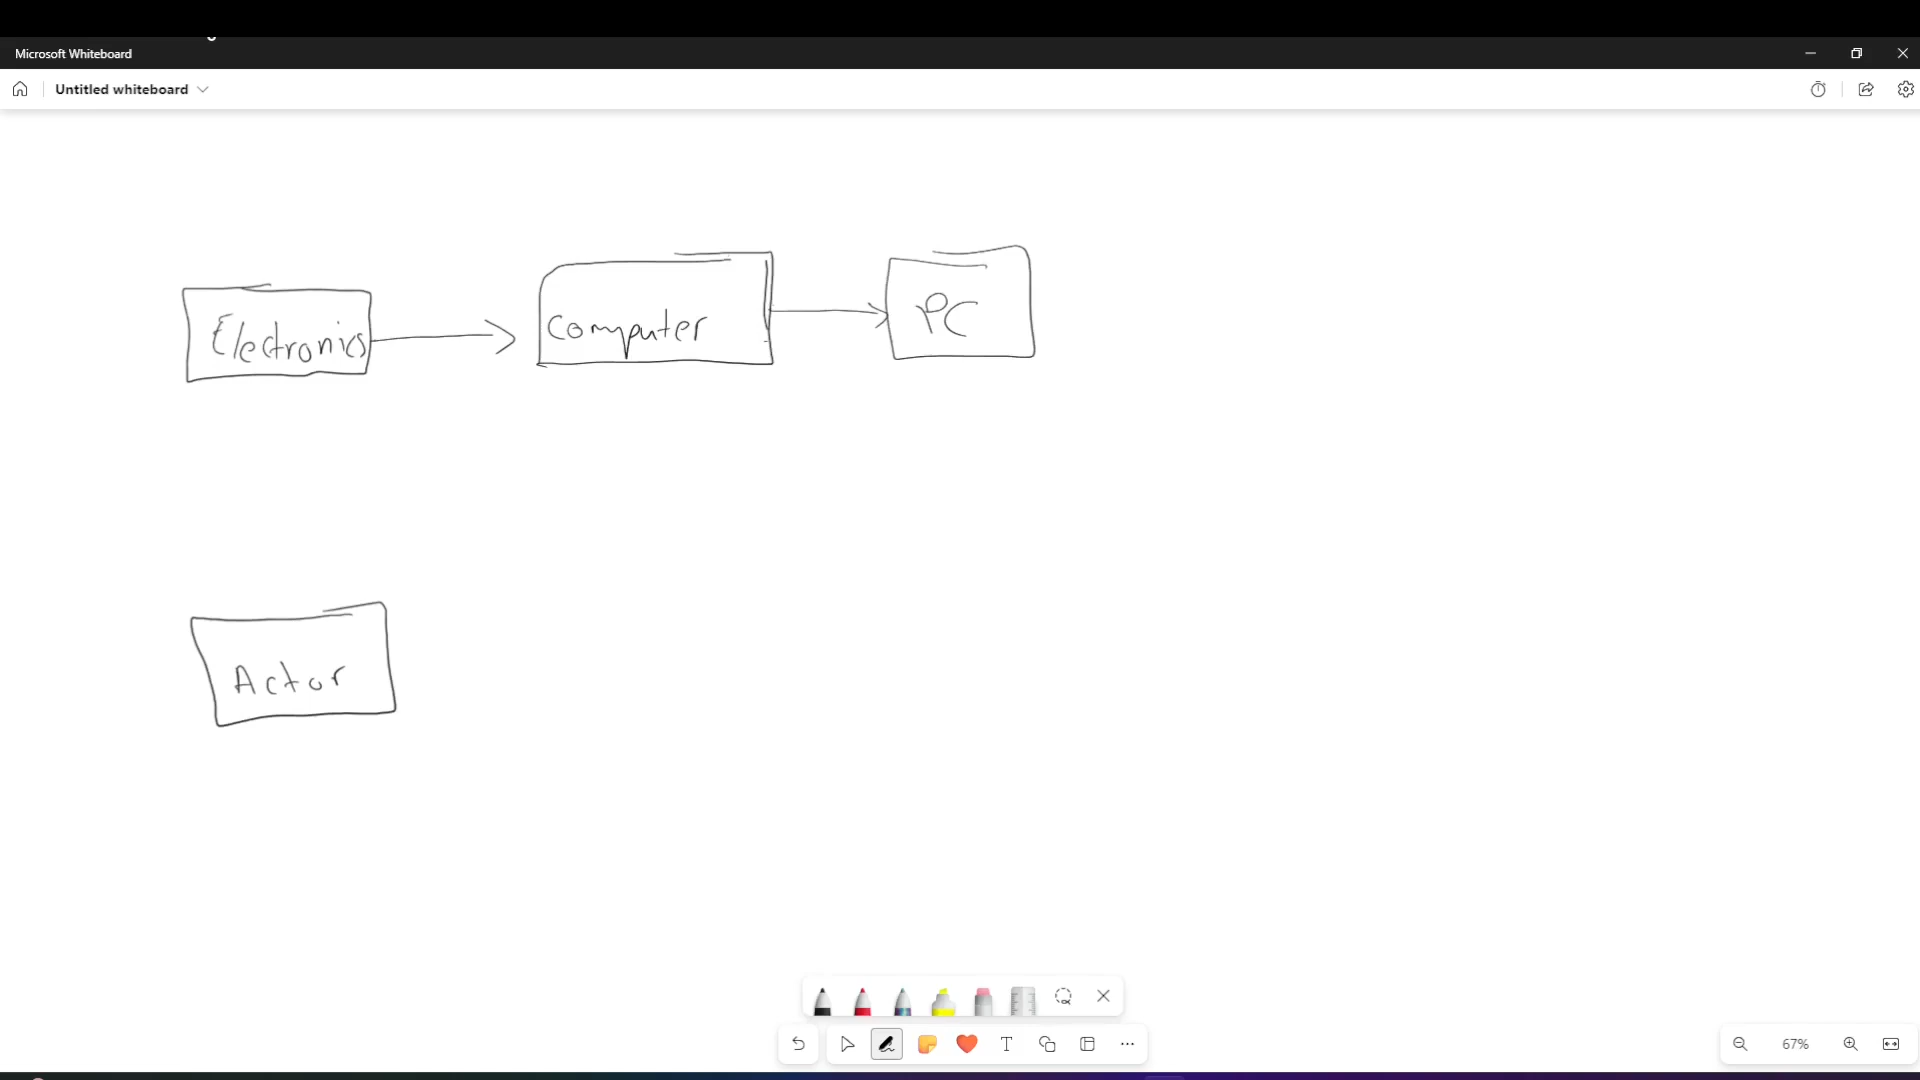 Microsoft Whiteboard
Untitled whiteboard
Electronics
Computer
PC
Actor
67%